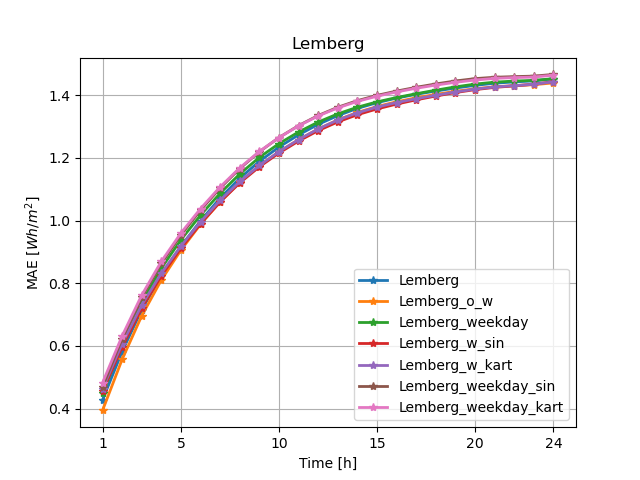 Lemberg
MAE [Wh/m²]
1.4
1.2
1.0
0.8
0.6
0.4
1 5 10 15 20 24
Time [h]
Lemberg
Lemberg_o_w
Lemberg_weekday
Lemberg_w_sin
Lemberg_w_kart
Lemberg_weekday_sin
Lemberg_weekday_kart